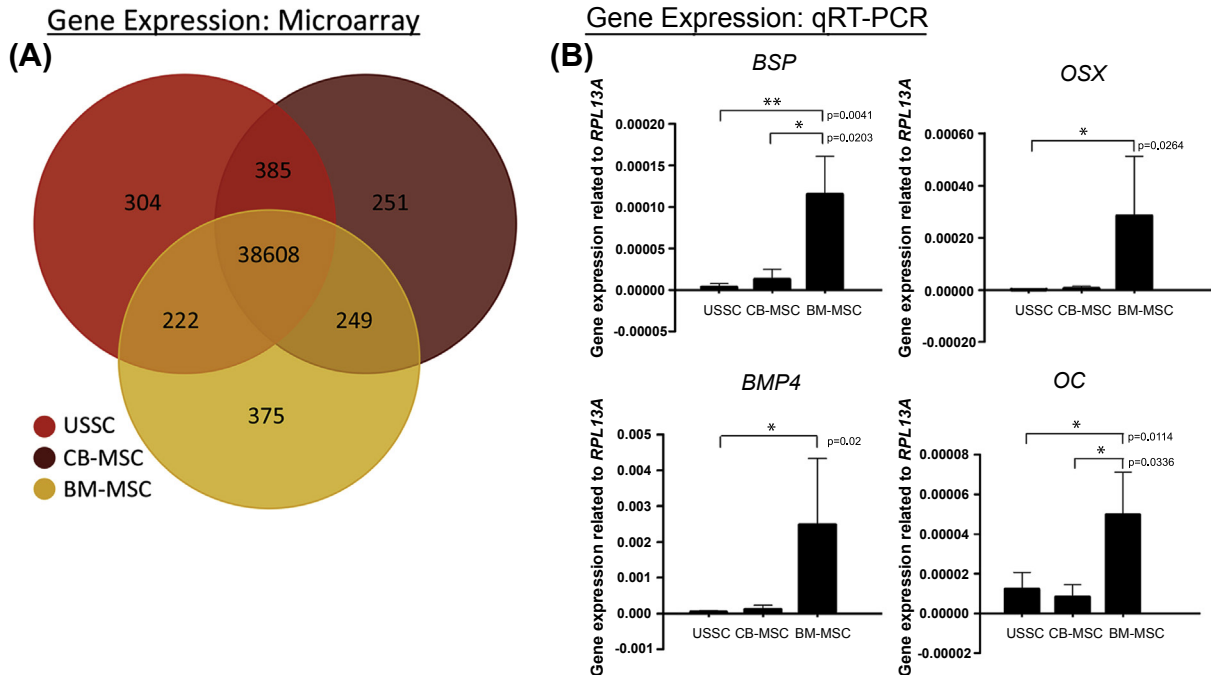 Gene Expression: Microarray
(A)
304
385
251
38608
222
249
375
USSC
CB-MSC
BM-MSC
Gene Expression: qRT-PCR
(B)
BSP
Gene expression related to RPL13A
0.00020
0.00015
0.00010
0.00005
0.00000
-0.00005
** p=0.0041
* p=0.0203
USSC CB-MSC BM-MSC
OSX
Gene expression related to RPL13A
0.00060
0.00040
0.00020
0.00000
-0.00020
* p=0.0264
USSC CB-MSC BM-MSC
BMP4
Gene expression related to RPL13A
0.005
0.004
0.003
0.002
0.001
0.000
-0.001
* p=0.02
USSC CB-MSC BM-MSC
OC
Gene expression related to RPL13A
0.00008
0.00006
0.00004
0.00002
0.00000
-0.00002
* p=0.0114
* p=0.0336
USSC CB-MSC BM-MSC